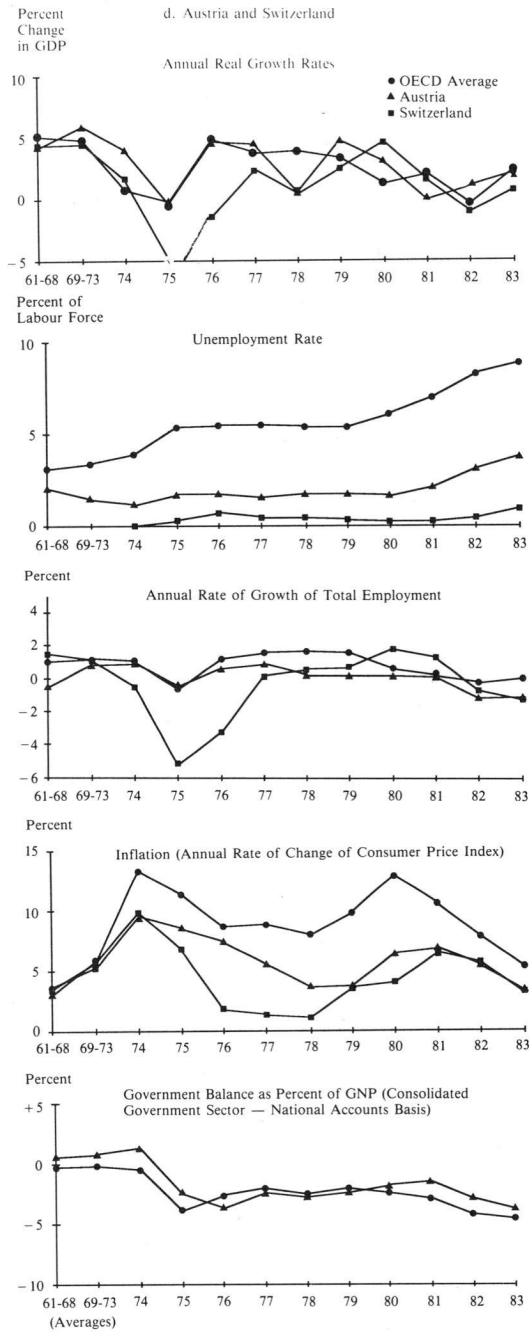 Percent
Change
in GDP
d. Austria and Switzerland
Annual Real Growth Rates
OECD Average
Austria
Switzerland
10
5
0
−5
61-68 69-73 74 75 76 77 78 79 80 81 82 83
Percent of
Labour Force
Unemployment Rate
10
5
0
61-68 69-73 74 75 76 77 78 79 80 81 82 83
Percent
Annual Rate of Growth of Total Employment
4
2
0
−2
−4
−6
61-68 69-73 74 75 76 77 78 79 80 81 82 83
Percent
Inflation (Annual Rate of Change of Consumer Price Index)
15
10
5
0
61-68 69-73 74 75 76 77 78 79 80 81 82 83
Percent
Government Balance as Percent of GNP (Consolidated
Government Sector — National Accounts Basis)
+5
0
−5
−10
61-68 69-73 74 75 76 77 78 79 80 81 82 83
(Averages)